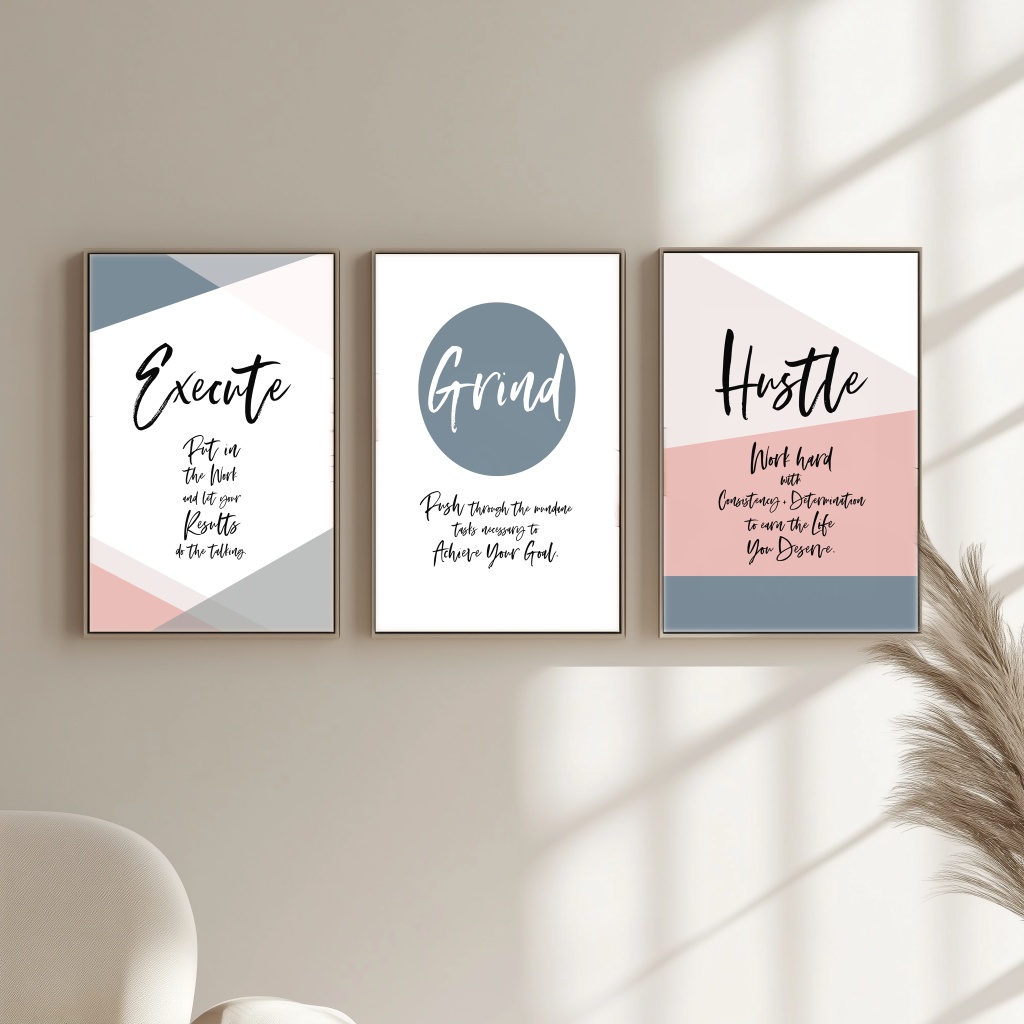 Execute
Put in
the Work
and let your
Results
do the talking.
Grind
Push through the mundane
tasks necessary to
Achieve Your Goal.
Hustle
Work hard
with
Consistency + Determination
to earn the Life
You Deserve.